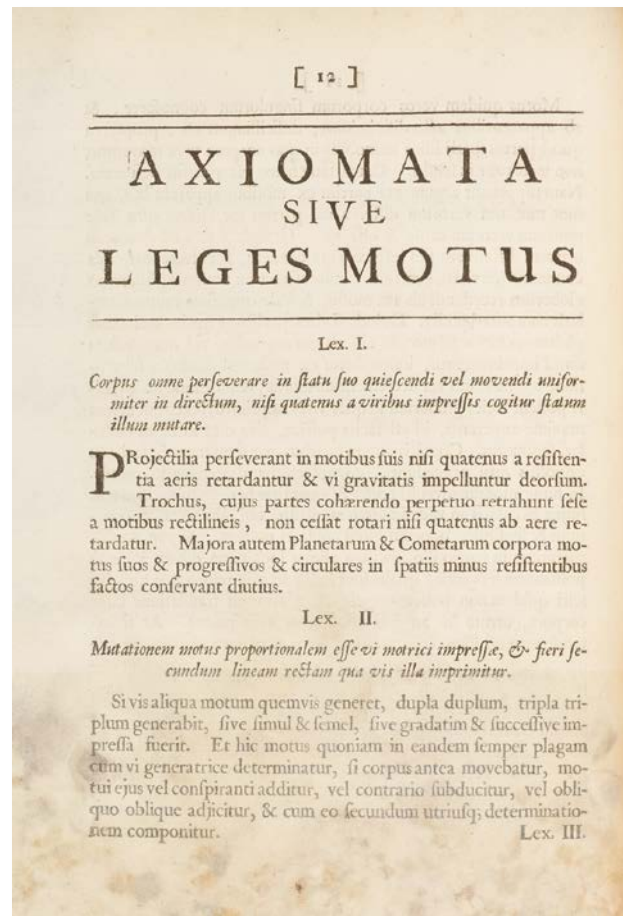 [ 12 ]
AXIOMATA
SIVE
LEGES MOTUS
Lex. I.
Corpus omne perſeverare in ſtatu ſuo quieſcendi vel movendi unifor-
miter in directum, niſi quatenus a viribus impreſſis cogitur ſtatum
illum mutare.
PRojectilia perſeverant in motibus ſuis niſi quatenus a reſiſten-
tia aeris retardantur & vi gravitatis impelluntur deorſum.
Trochus, cujus partes cohærendo perpetuo retrahunt ſeſe
a motibus rectilineis, non ceſſat rotari niſi quatenus ab aere re-
tardatur. Majora autem Planetarum & Cometarum corpora mo-
tus ſuos & progreſſivos & circulares in ſpatiis minus reſiſtentibus
factos conſervant diutius.
Lex. II.
Mutationem motus proportionalem eſſe vi motrici impreſſæ, & fieri ſe-
cundum lineam rectam qua vis illa imprimitur.
Si vis aliqua motum quemvis generet, dupla duplum, tripla tri-
plum generabit, ſive ſimul & ſemel, ſive gradatim & ſucceſſive im-
preſſa fuerit. Et hic motus quoniam in eandem ſemper plagam
cum vi generatrice determinatur, ſi corpus antea movebatur, mo-
tui ejus vel conſpiranti additur, vel contrario ſubducitur, vel obli-
quo oblique adjicitur, & cum eo ſecundum utriuſq; determinatio-
nem componitur. Lex. III.